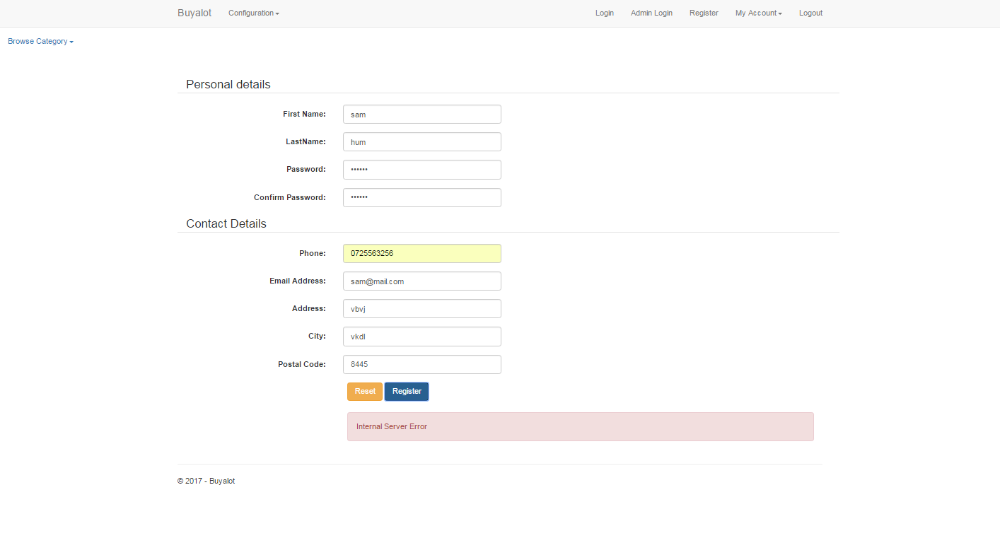 Buyalot Configuration Login Admin Login Register My Account Logout
Browse Category
Personal details
First Name: sam
LastName: hum
Password: ••••••
Confirm Password: ••••••
Contact Details
Phone: 0725563256
Email Address: sam@mail.com
Address: vbvj
City: vkdl
Postal Code: 8445
Reset Register
Internal Server Error
© 2017 - Buyalot